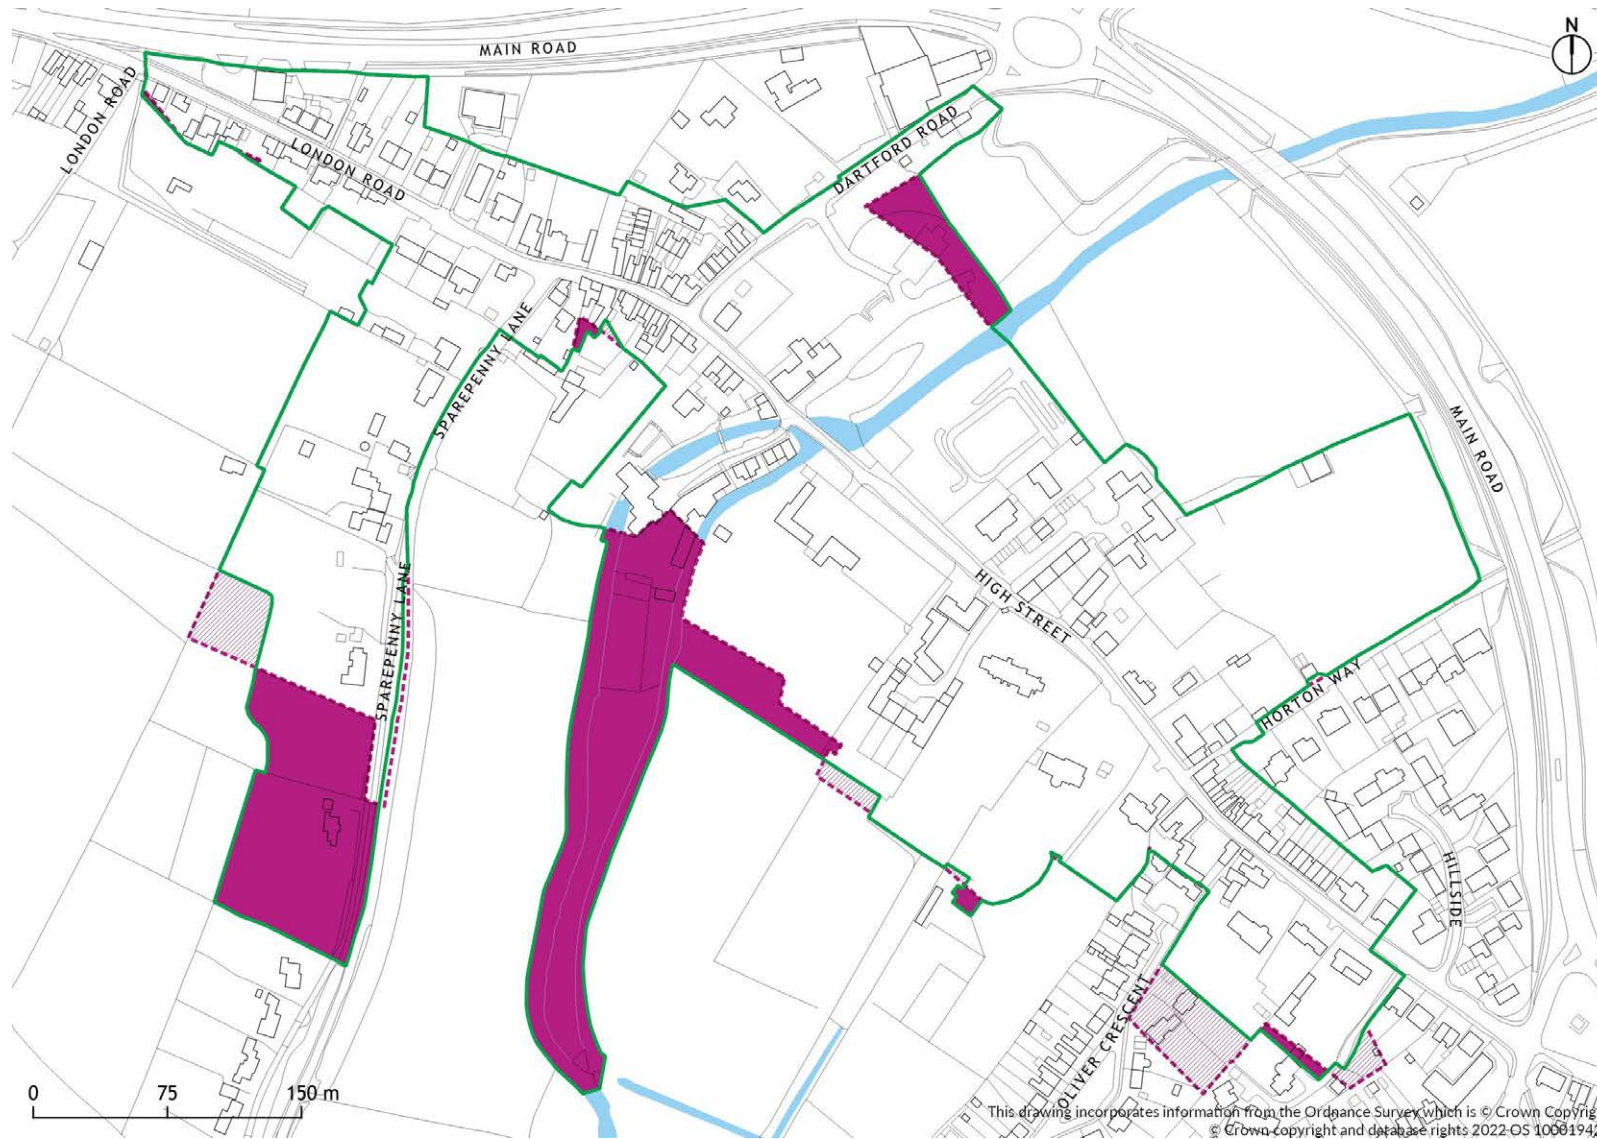 MAIN ROAD
N
LONDON ROAD
LONDON ROAD
DARTFORD ROAD
SPAREPENNY LANE
MAIN ROAD
HIGH STREET
SPAREPENNY LANE
HORTON WAY
HILLSIDE
OLIVER CRESCENT
0 75 150 m
This drawing incorporates information from the Ordnance Survey which is © Crown Copyrig
© Crown copyright and database rights 2022 OS 10001942